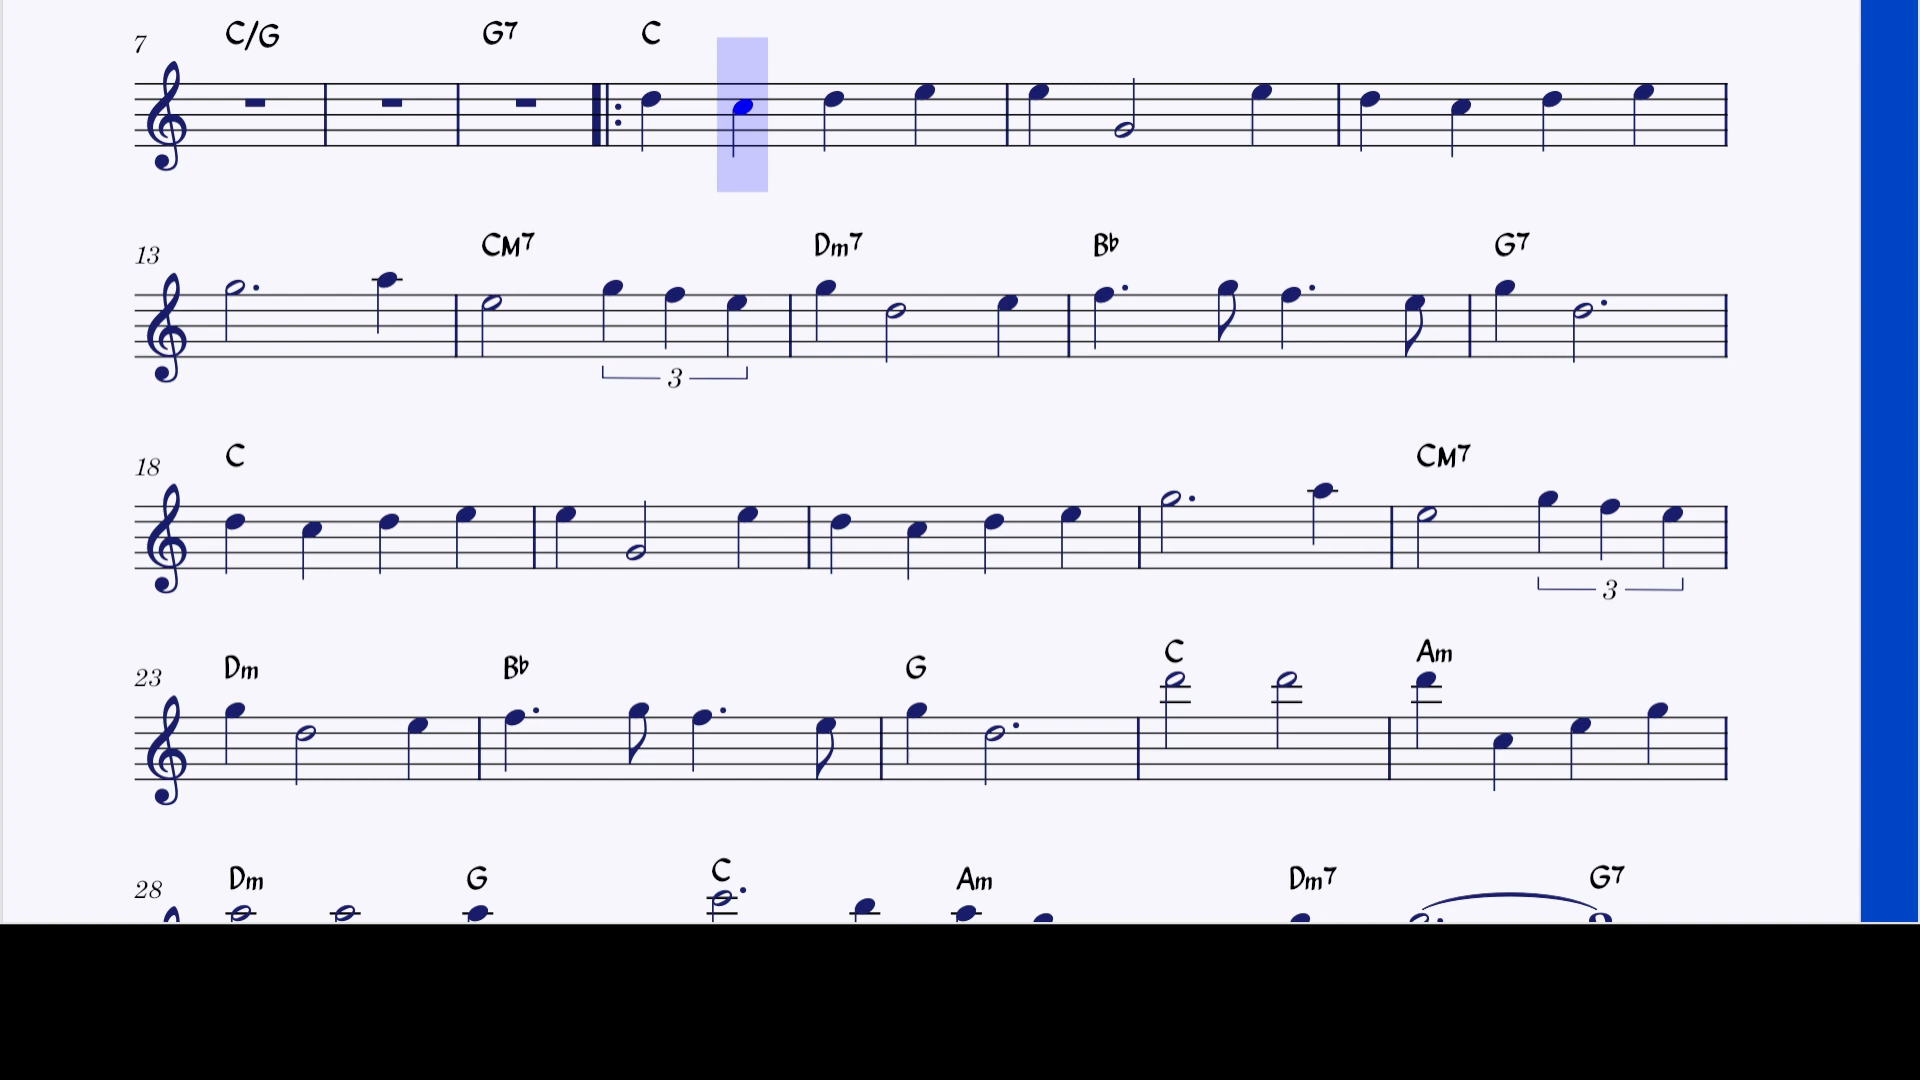 7 C/G G7 C
13 CM7 Dm7 B♭ G7
3
18 C CM7
3
23 Dm B♭ G C Am
28 Dm G C Am Dm7 G7